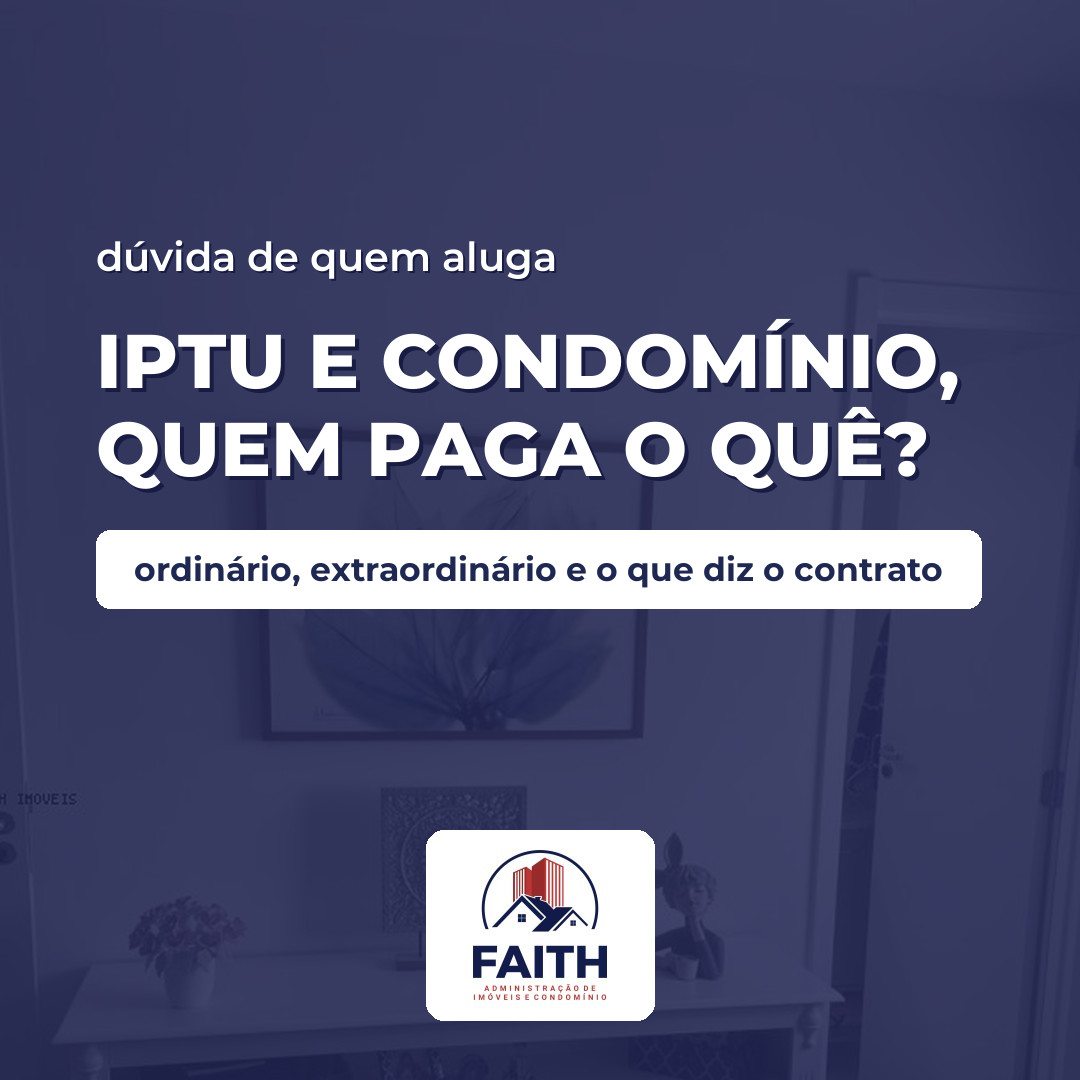 dúvida de quem aluga
IPTU E CONDOMÍNIO,
QUEM PAGA O QUÊ?
ordinário, extraordinário e o que diz o contrato
H IMOVEIS
FAITH
ADMINISTRAÇÃO DE
IMÓVEIS E CONDOMÍNIO